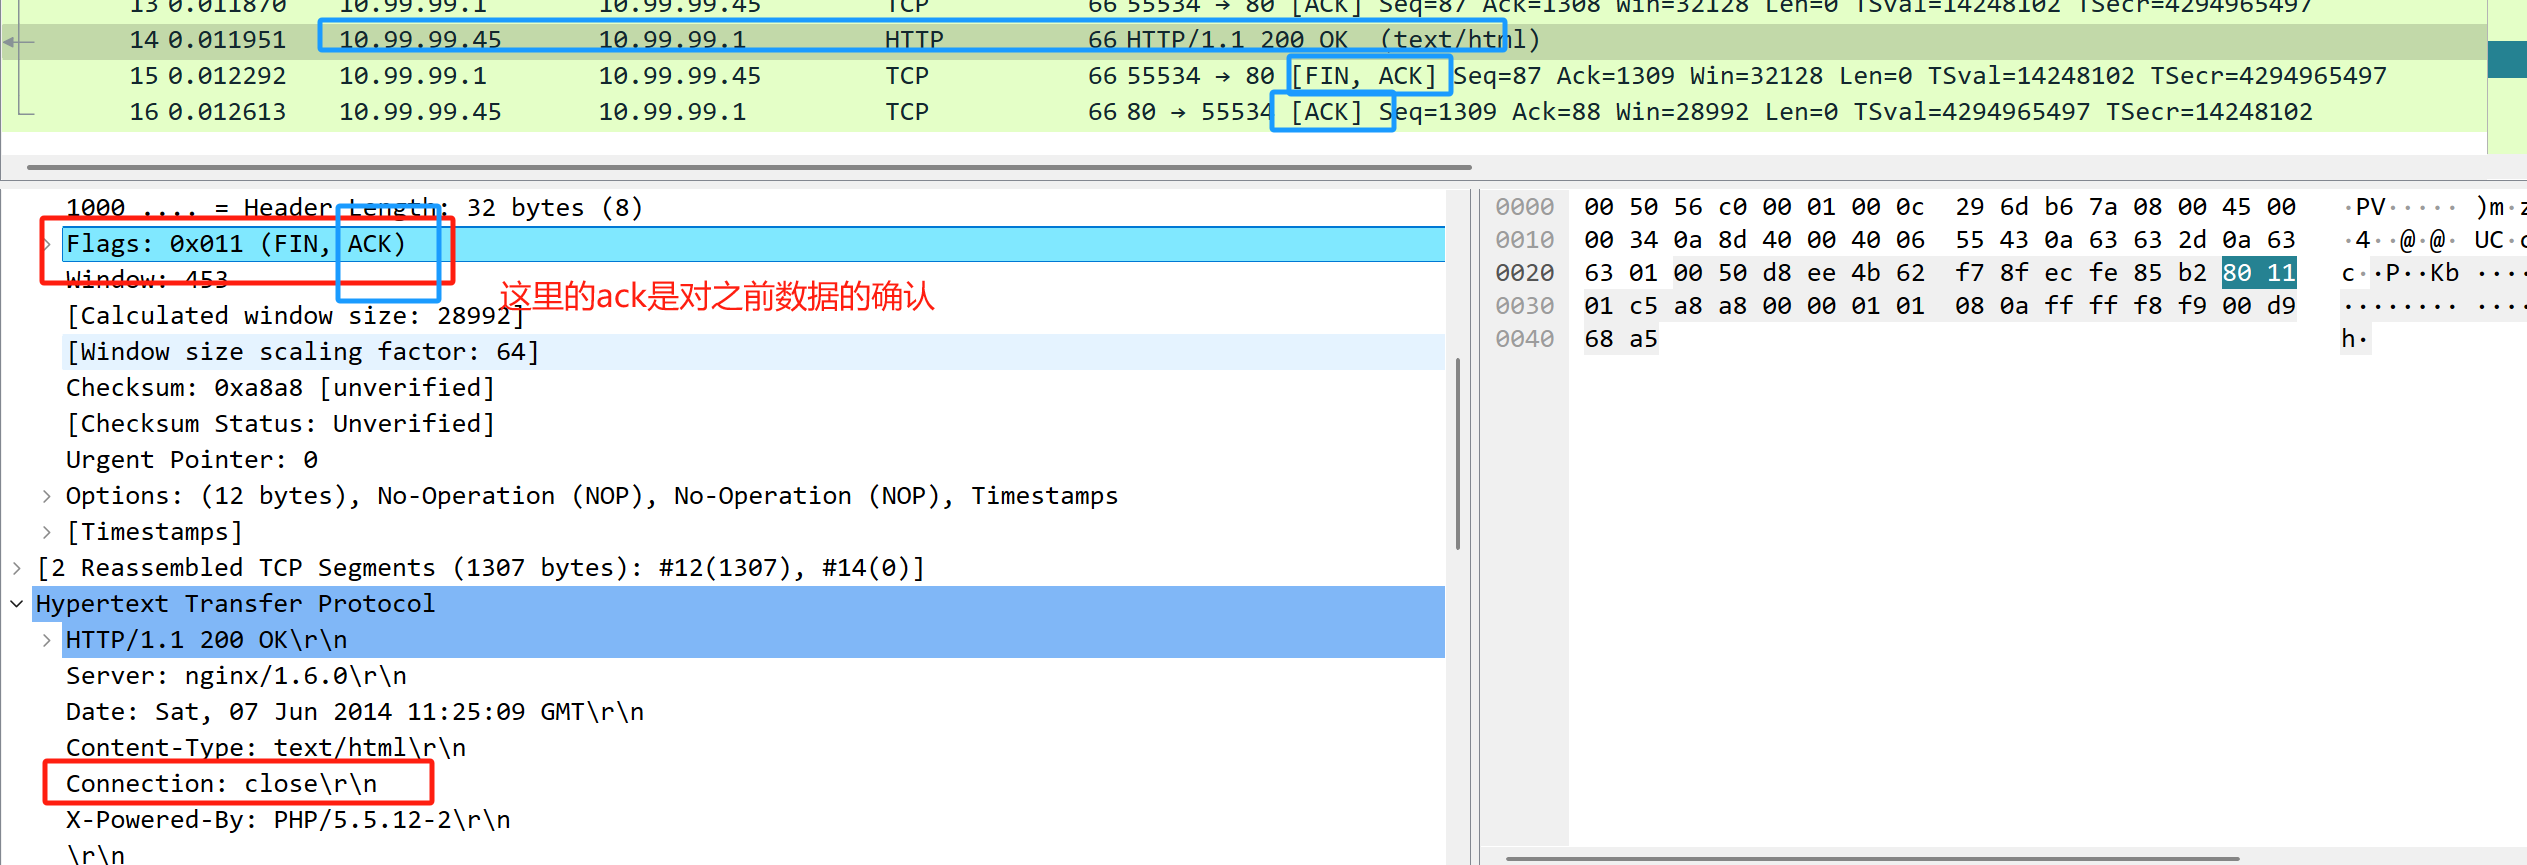 13 0.011870 10.99.99.1 10.99.99.45 TCP 66 55534 → 80 [ACK] Seq=87 Ack=1308 Win=32128 Len=0 TSval=14248102 TSecr=4294965497
14 0.011951 10.99.99.45 10.99.99.1 HTTP 66 HTTP/1.1 200 OK (text/html)
15 0.012292 10.99.99.1 10.99.99.45 TCP 66 55534 → 80 [FIN, ACK] Seq=87 Ack=1309 Win=32128 Len=0 TSval=14248102 TSecr=4294965497
16 0.012613 10.99.99.45 10.99.99.1 TCP 66 80 → 55534 [ACK] Seq=1309 Ack=88 Win=28992 Len=0 TSval=4294965497 TSecr=14248102
1000 .... = Header Length: 32 bytes (8)
Flags: 0x011 (FIN, ACK)
Window: 453
这里的ack是对之前数据的确认
[Calculated window size: 28992]
[Window size scaling factor: 64]
Checksum: 0xa8a8 [unverified]
[Checksum Status: Unverified]
Urgent Pointer: 0
Options: (12 bytes), No-Operation (NOP), No-Operation (NOP), Timestamps
[Timestamps]
[2 Reassembled TCP Segments (1307 bytes): #12(1307), #14(0)]
Hypertext Transfer Protocol
HTTP/1.1 200 OK\r\n
Server: nginx/1.6.0\r\n
Date: Sat, 07 Jun 2014 11:25:09 GMT\r\n
Content-Type: text/html\r\n
Connection: close\r\n
X-Powered-By: PHP/5.5.12-2\r\n
\r\n
0000 00 50 56 c0 00 01 00 0c 29 6d b6 7a 08 00 45 00 ·PV····· )m·z
0010 00 34 0a 8d 40 00 40 06 55 43 0a 63 63 2d 0a 63 ·4··@·@· UC·c
0020 63 01 00 50 d8 ee 4b 62 f7 8f ec fe 85 b2 80 11 c··P··Kb ····
0030 01 c5 a8 a8 00 00 01 01 08 0a ff ff f8 f9 00 d9 ········ ····
0040 68 a5 h·